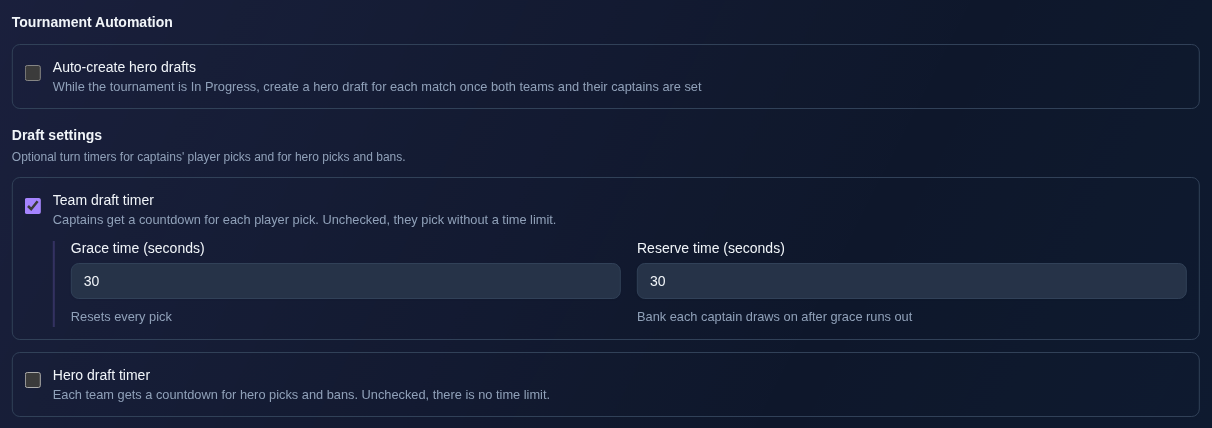 Tournament Automation
Auto-create hero drafts
While the tournament is In Progress, create a hero draft for each match once both teams and their captains are set
Draft settings
Optional turn timers for captains' player picks and for hero picks and bans.
Team draft timer
Captains get a countdown for each player pick. Unchecked, they pick without a time limit.
Grace time (seconds)
30
Resets every pick
Reserve time (seconds)
30
Bank each captain draws on after grace runs out
Hero draft timer
Each team gets a countdown for hero picks and bans. Unchecked, there is no time limit.